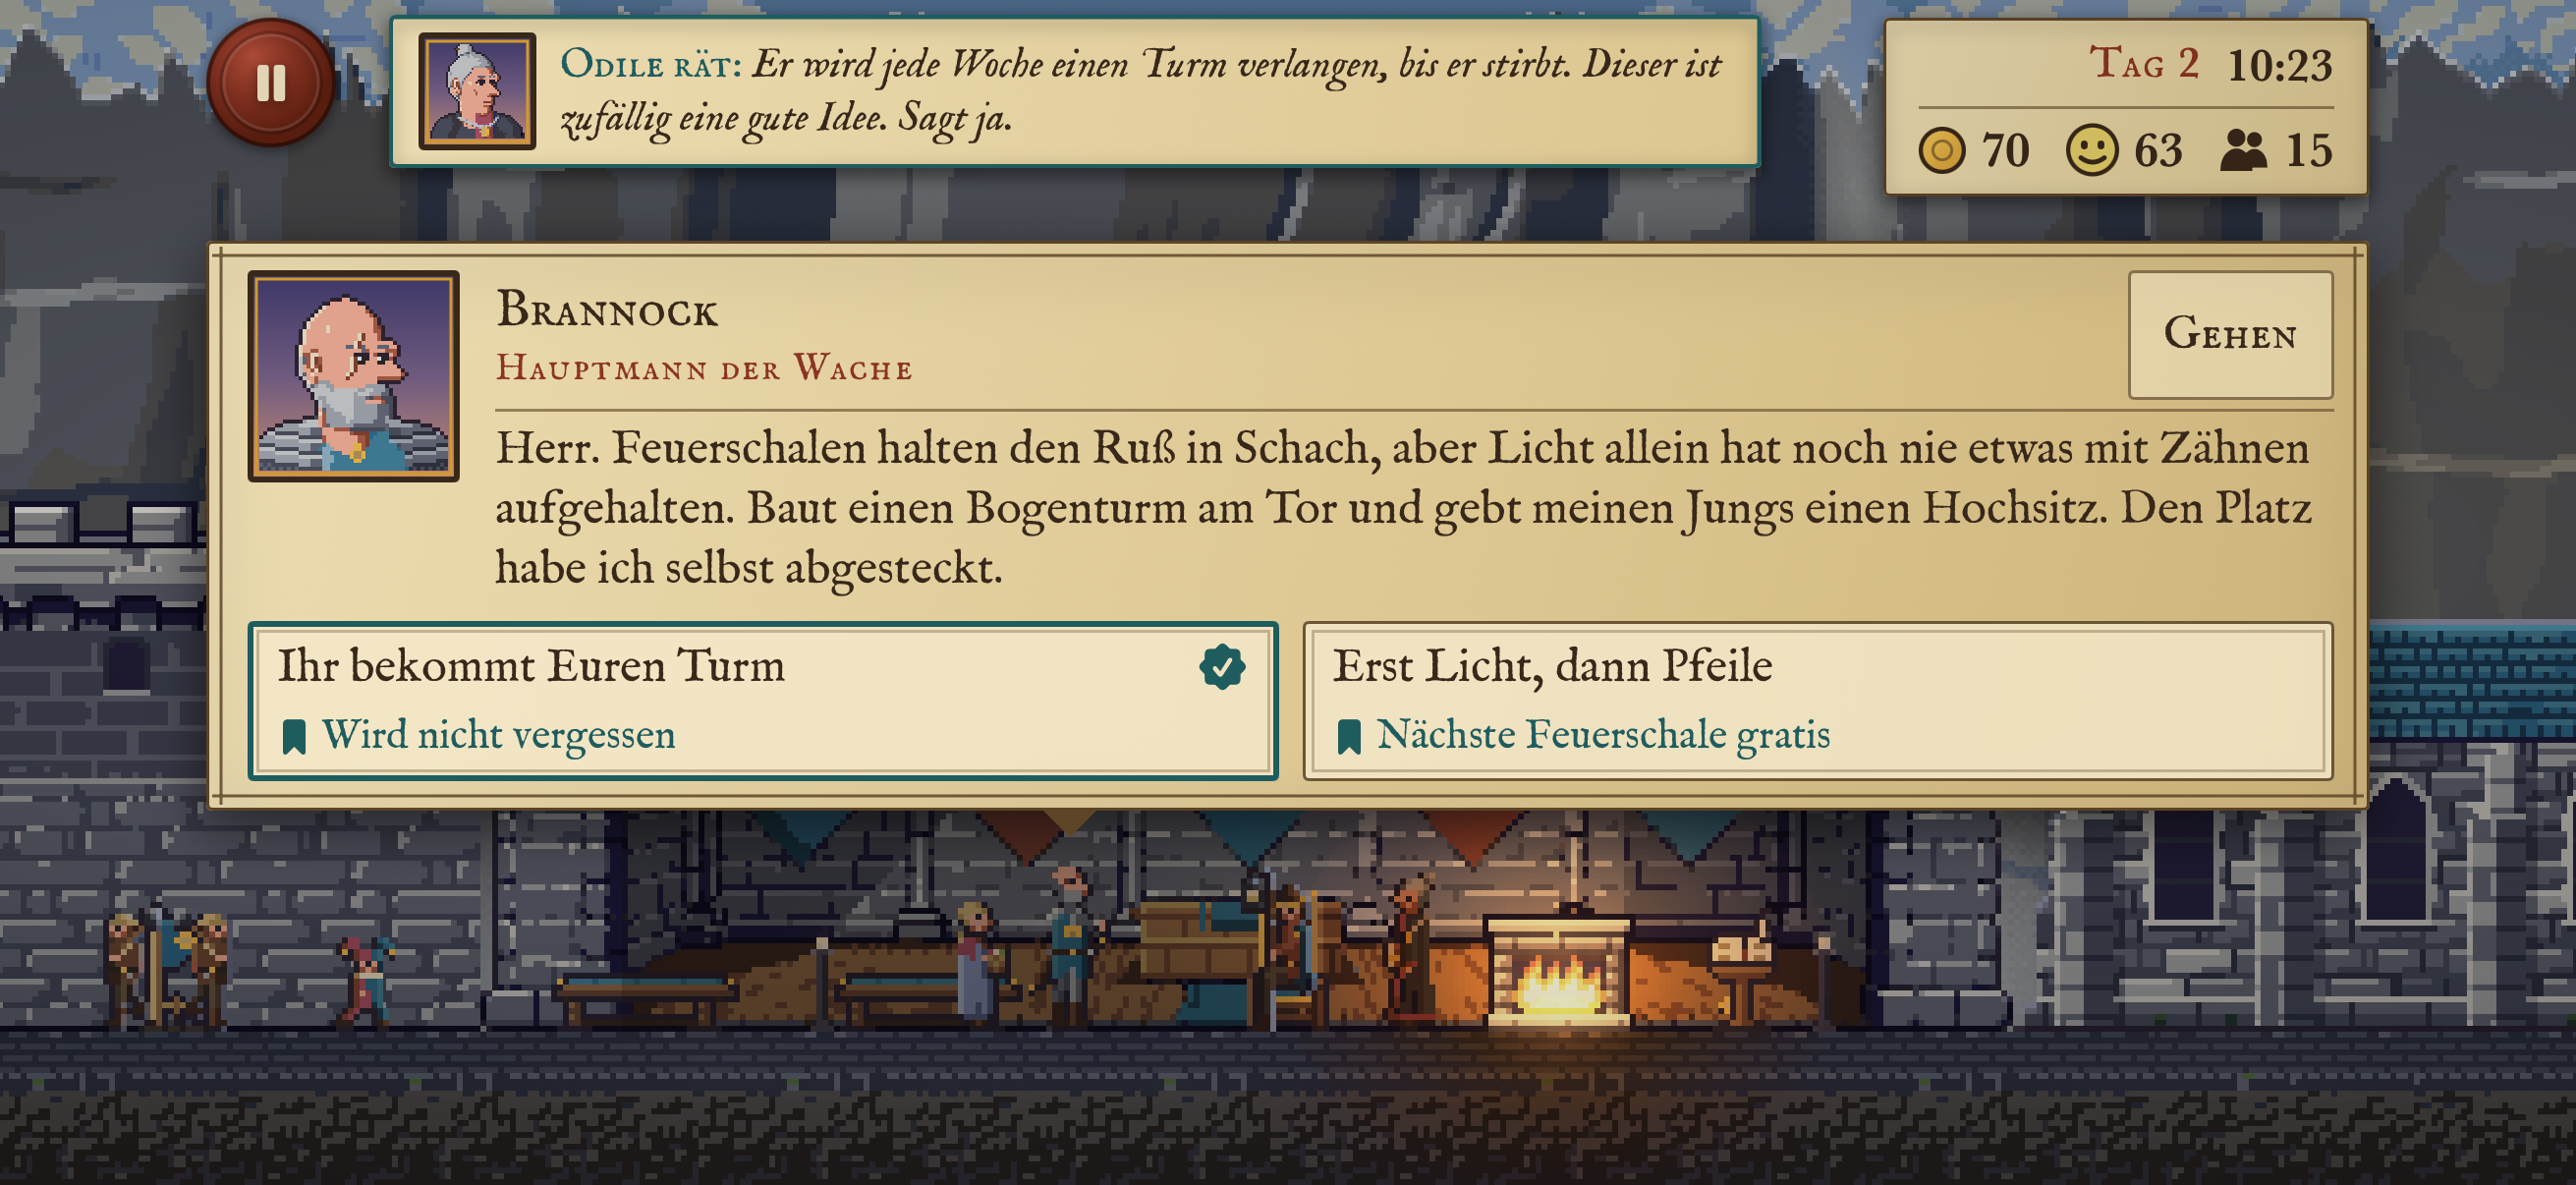 Odile rät: Er wird jede Woche einen Turm verlangen, bis er stirbt. Dieser ist
zufällig eine gute Idee. Sagt ja.
Tag 2 10:23
70 63 15
Brannock
Hauptmann der Wache
Gehen
Herr. Feuerschalen halten den Ruß in Schach, aber Licht allein hat noch nie etwas mit Zähnen
aufgehalten. Baut einen Bogenturm am Tor und gebt meinen Jungs einen Hochsitz. Den Platz
habe ich selbst abgesteckt.
Ihr bekommt Euren Turm
Wird nicht vergessen
Erst Licht, dann Pfeile
Nächste Feuerschale gratis